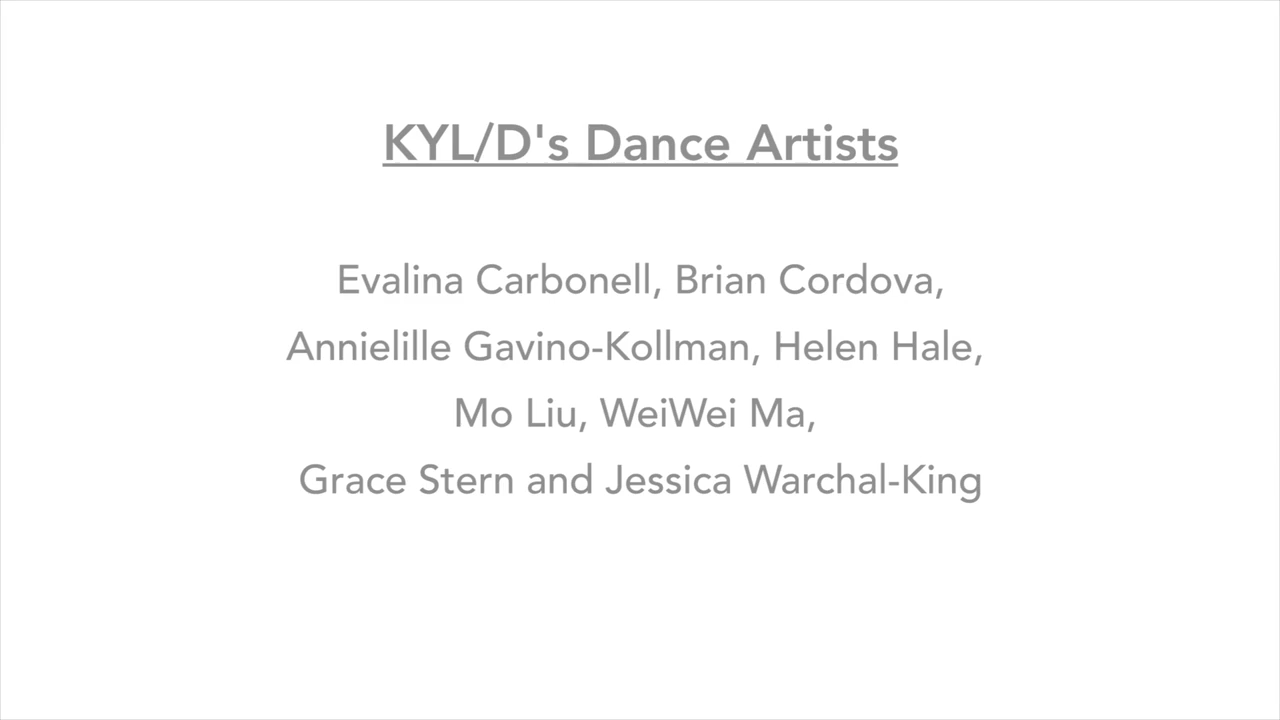 KYL/D's Dance Artists
Evalina Carbonell, Brian Cordova,
Annielille Gavino-Kollman, Helen Hale,
Mo Liu, WeiWei Ma,
Grace Stern and Jessica Warchal-King